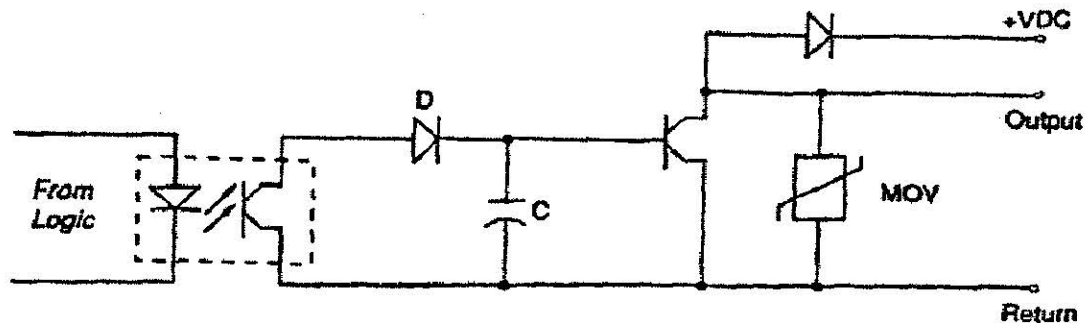 +VDC
D
Output
From
Logic
MOV
C
Return